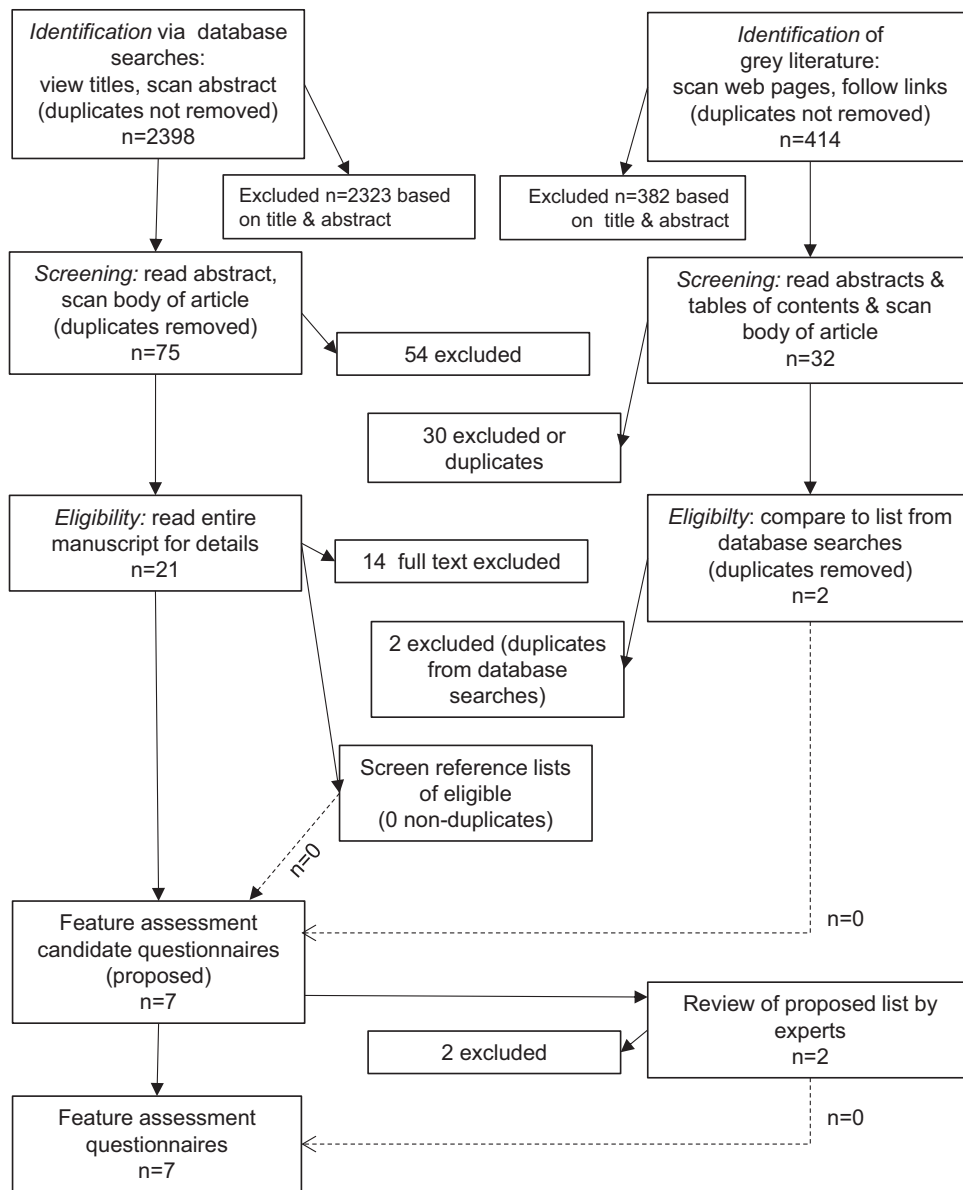 Identification via database
searches:
view titles, scan abstract
(duplicates not removed)
n=2398
Identification of
grey literature:
scan web pages, follow links
(duplicates not removed)
n=414
Excluded n=2323 based
on title & abstract
Excluded n=382 based
on title & abstract
Screening: read abstract,
scan body of article
(duplicates removed)
n=75
Screening: read abstracts &
tables of contents & scan
body of article
n=32
54 excluded
30 excluded or
duplicates
Eligibility: read entire
manuscript for details
n=21
Eligibilty: compare to list from
database searches
(duplicates removed)
n=2
14 full text excluded
2 excluded (duplicates
from database
searches)
Screen reference lists
of eligible
(0 non-duplicates)
n=0
Feature assessment
candidate questionnaires
(proposed)
n=7
n=0
Review of proposed list by
experts
n=2
2 excluded
Feature assessment
questionnaires
n=7
n=0